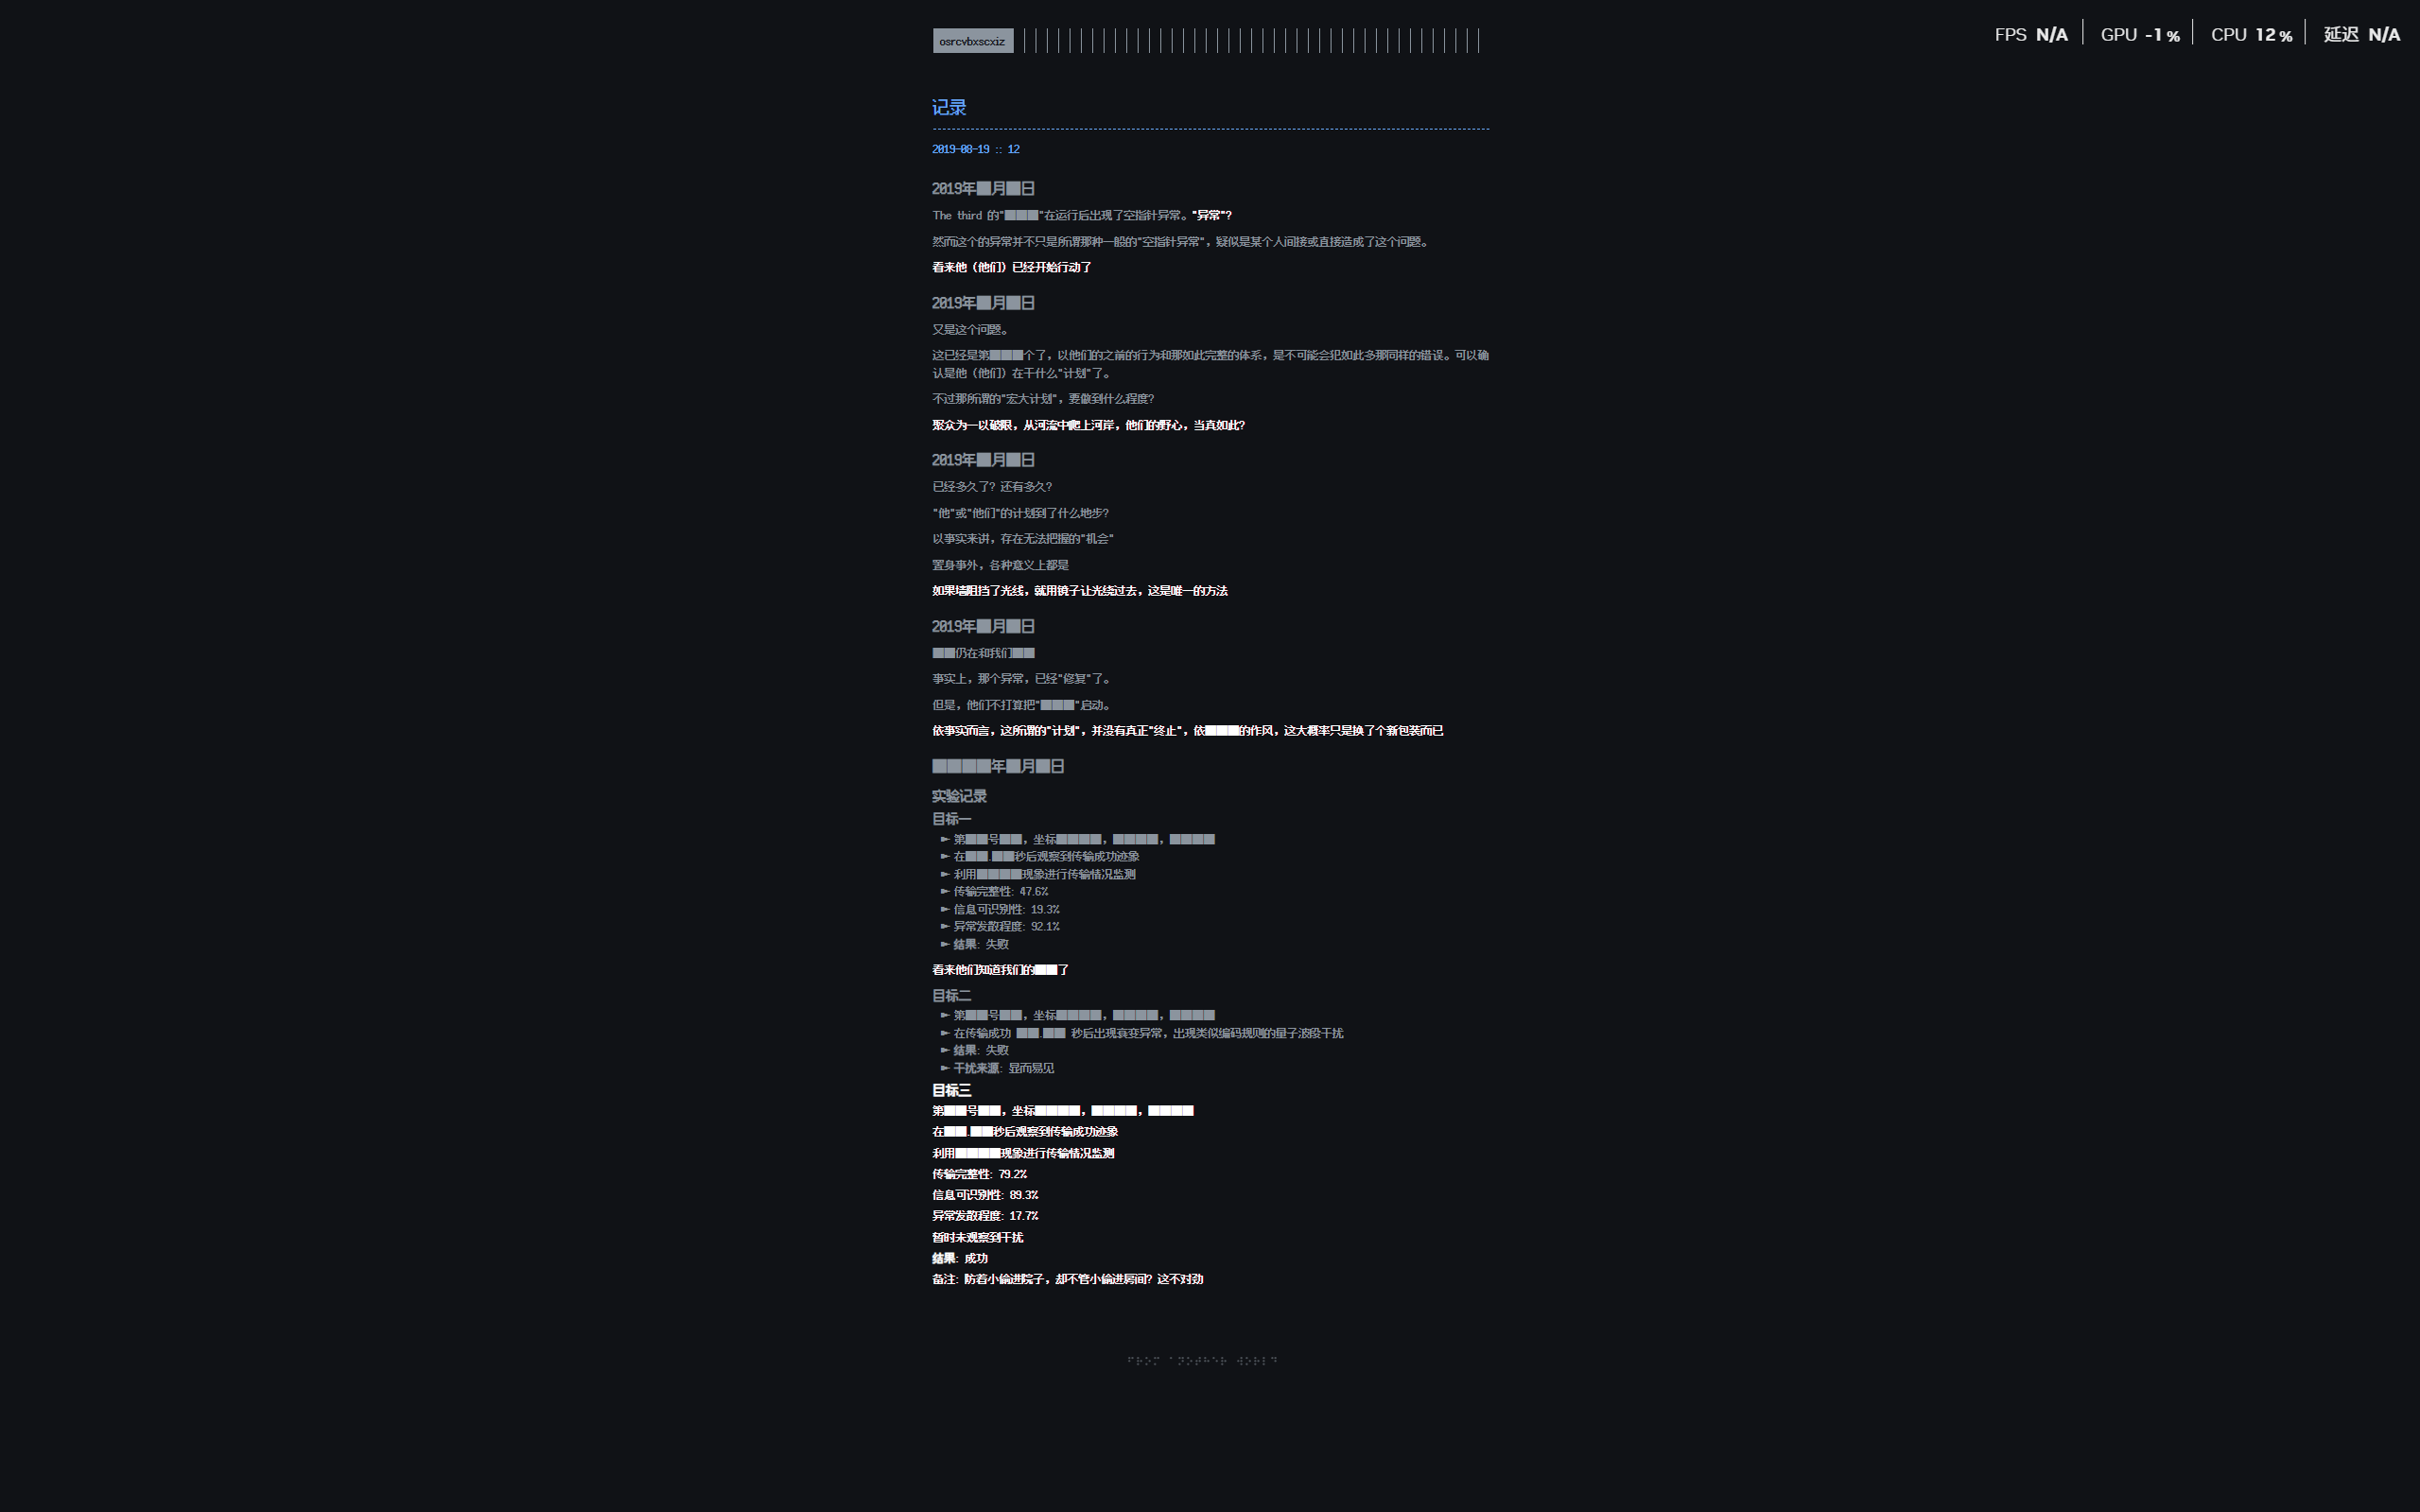 FPS N/A GPU -1% CPU 12% 延迟 N/A
osrcvbxscxiz
记录
2019-08-19 :: 12
2019年█月█日
The third 的"███"在运行后出现了空指针异常。"异常"?
然而这个的异常并不只是所谓那种一般的"空指针异常",疑似是某个人间接或直接造成了这个问题。
看来他(他们)已经开始行动了
2019年█月█日
又是这个问题。
这已经是第███个了,以他们的之前的行为和那如此完整的体系,是不可能会犯如此多那同样的错误。可以确
认是他(他们)在干什么"计划"了。
不过那所谓的"宏大计划",要做到什么程度?
聚众为一以破限,从河流中爬上河岸,他们的野心,当真如此?
2019年█月█日
已经多久了?还有多久?
"他"或"他们"的计划到了什么地步?
以事实来讲,存在无法把握的"机会"
置身事外,各种意义上都是
如果墙阻挡了光线,就用镜子让光绕过去,这是唯一的方法
2019年█月█日
██仍在和我们██
事实上,那个异常,已经"修复"了。
但是,他们不打算把"███"启动。
依事实而言,这所谓的"计划",并没有真正"终止",依███的作风,这大概率只是换了个新包装而已
████年█月█日
实验记录
目标一
► 第██号██,坐标████,████,████
► 在██.██秒后观察到传输成功迹象
► 利用████现象进行传输情况监测
► 传输完整性: 47.6%
► 信息可识别性: 19.3%
► 异常发散程度: 92.1%
► 结果: 失败
看来他们知道我们的██了
目标二
► 第██号██,坐标████,████,████
► 在传输成功 ██.██ 秒后出现衰变异常,出现类似编码规则的量子波段干扰
► 结果: 失败
► 干扰来源: 显而易见
目标三
第██号██,坐标████,████,████
在██.██秒后观察到传输成功迹象
利用████现象进行传输情况监测
传输完整性: 79.2%
信息可识别性: 89.3%
异常发散程度: 17.7%
暂时未观察到干扰
结果: 成功
备注: 防着小偷进院子,却不管小偷进房间?这不对劲
⠋⠗⠕⠍ ⠁⠝⠕⠞⠓⠑⠗ ⠺⠕⠗⠇⠙